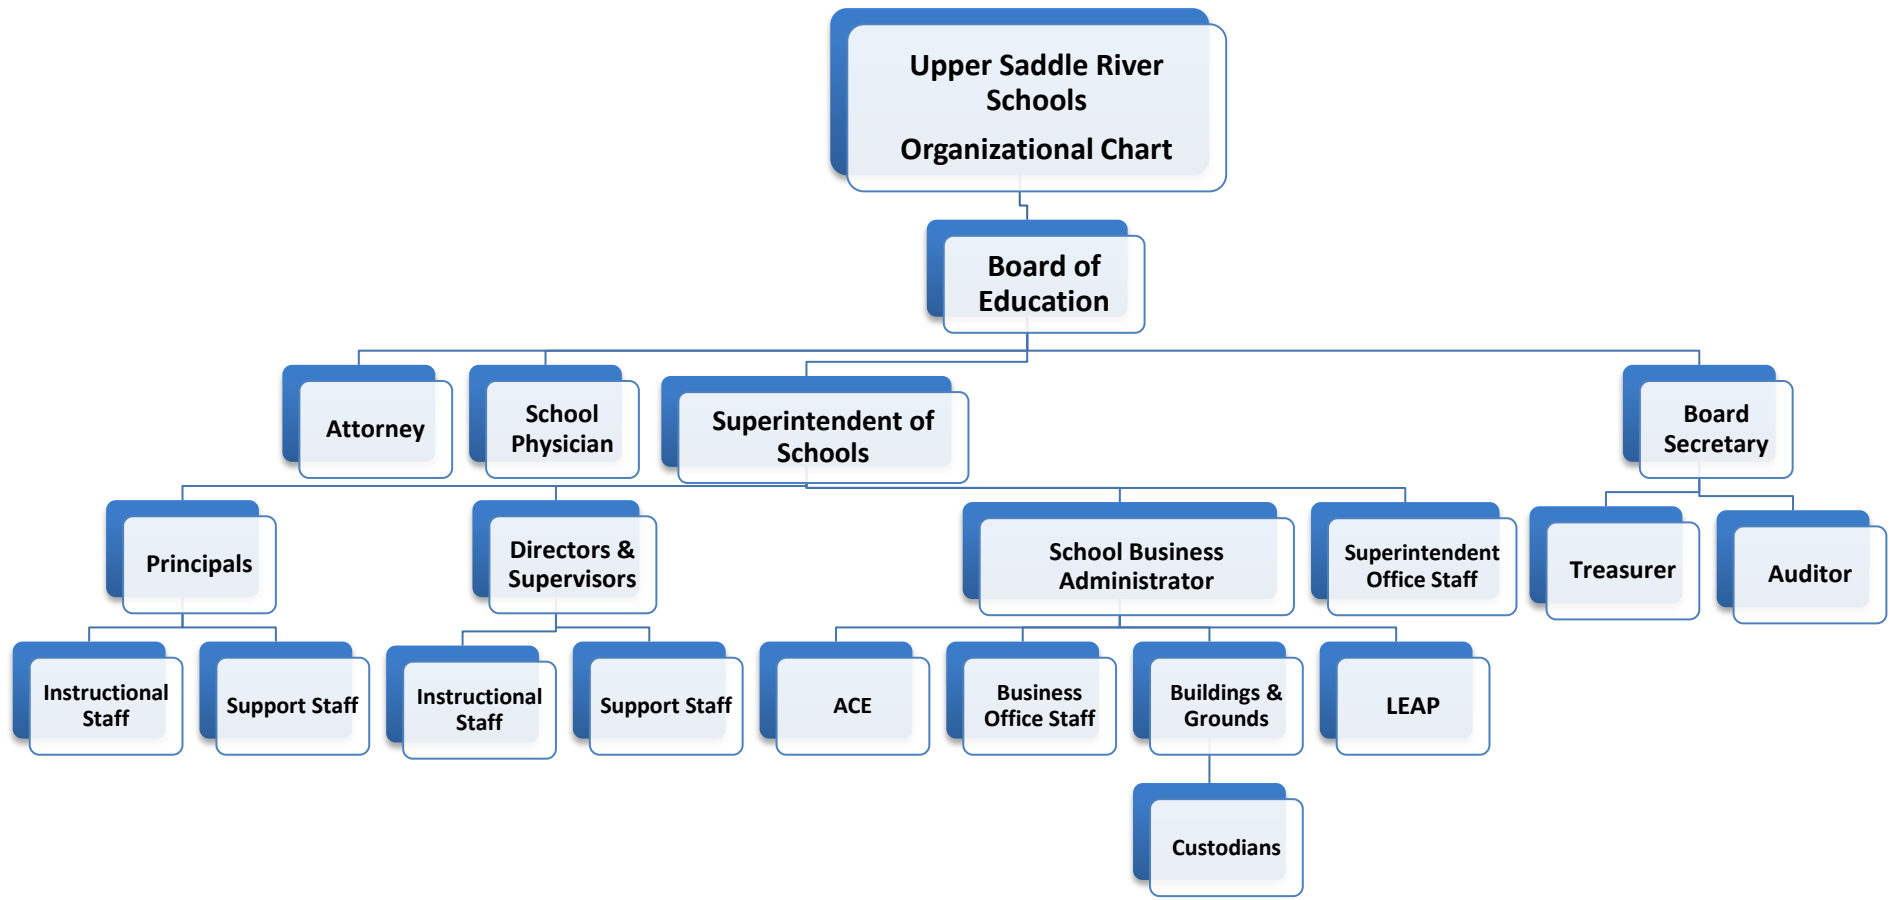 Upper Saddle River
Schools
Organizational Chart
Board of
Education
Attorney
School
Physician
Superintendent of
Schools
Board
Secretary
Principals
Directors &
Supervisors
School Business
Administrator
Superintendent
Office Staff
Treasurer
Auditor
Instructional
Staff
Support Staff
Instructional
Staff
Support Staff
ACE
Business
Office Staff
Buildings &
Grounds
LEAP
Custodians